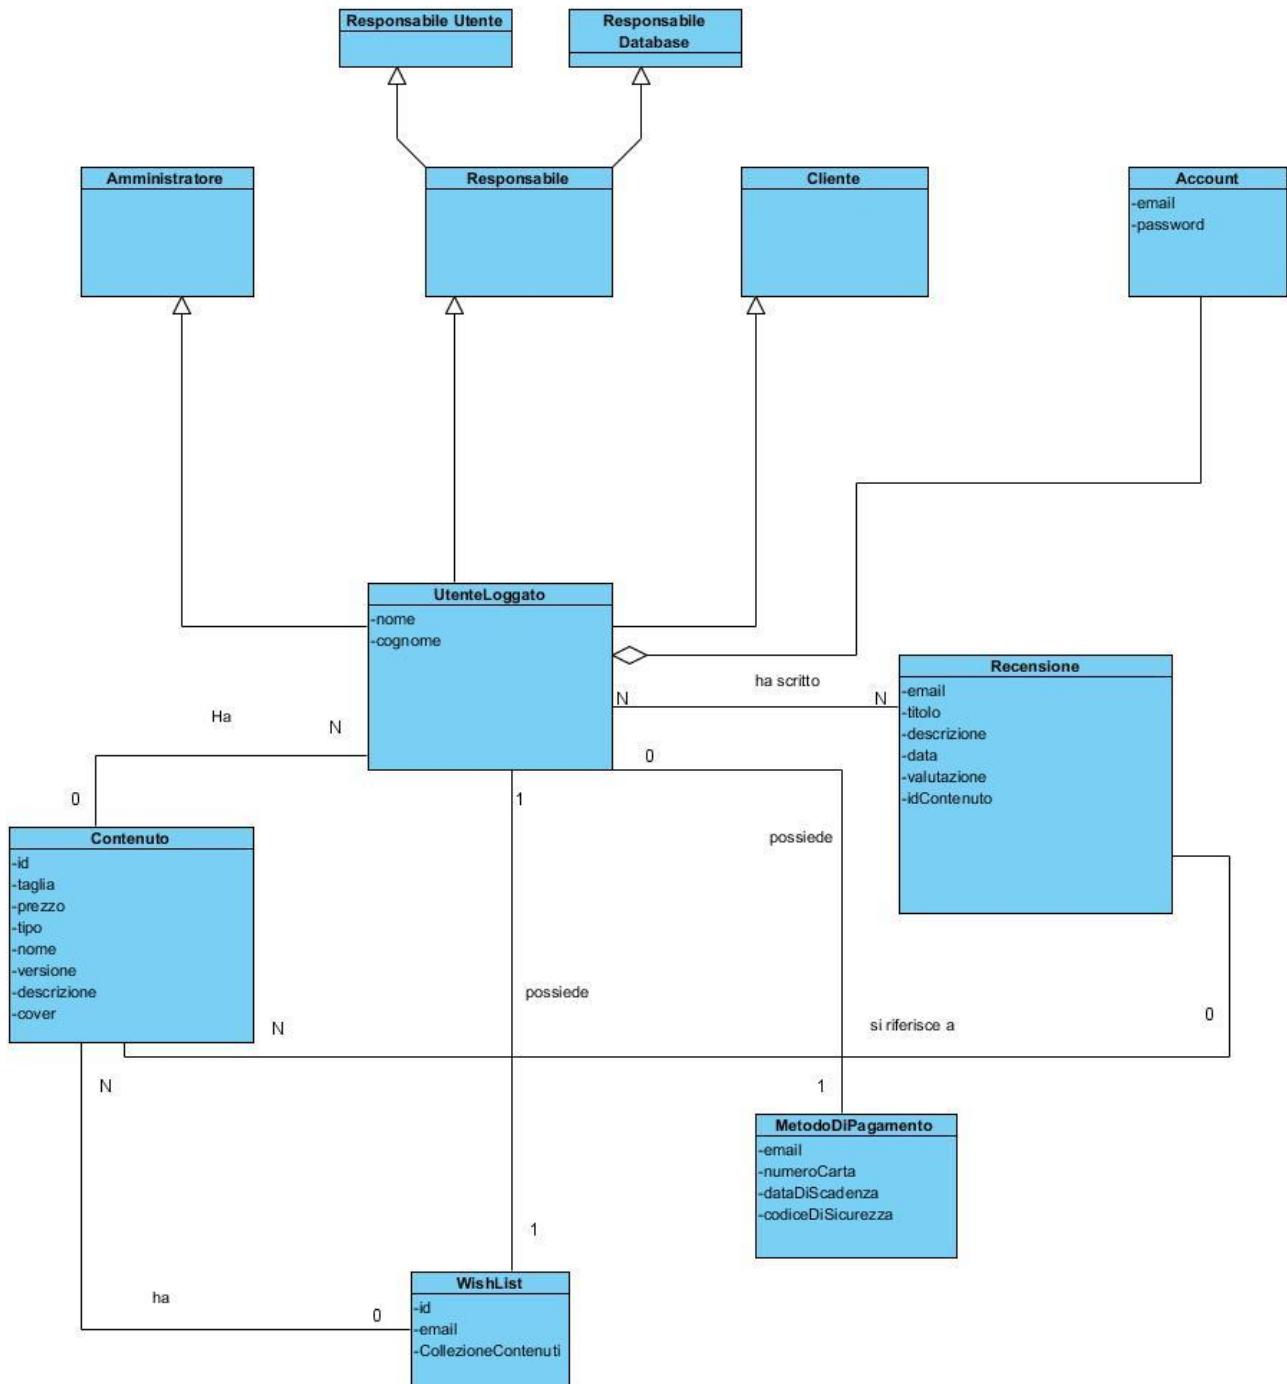 Responsabile Utente
Responsabile
Database
Amministratore
Responsabile
Cliente
Account
-email
-password
UtenteLoggato
-nome
-cognome
ha scritto
N
N
Recensione
-email
-titolo
-descrizione
-data
-valutazione
-idContenuto
Ha
N
0
0
1
possiede
Contenuto
-id
-taglia
-prezzo
-tipo
-nome
-versione
-descrizione
-cover
possiede
N
si riferisce a
0
N
1
MetodoDiPagamento
-email
-numeroCarta
-dataDiScadenza
-codiceDiSicurezza
1
WishList
-id
-email
-CollezioneContenuti
ha
0